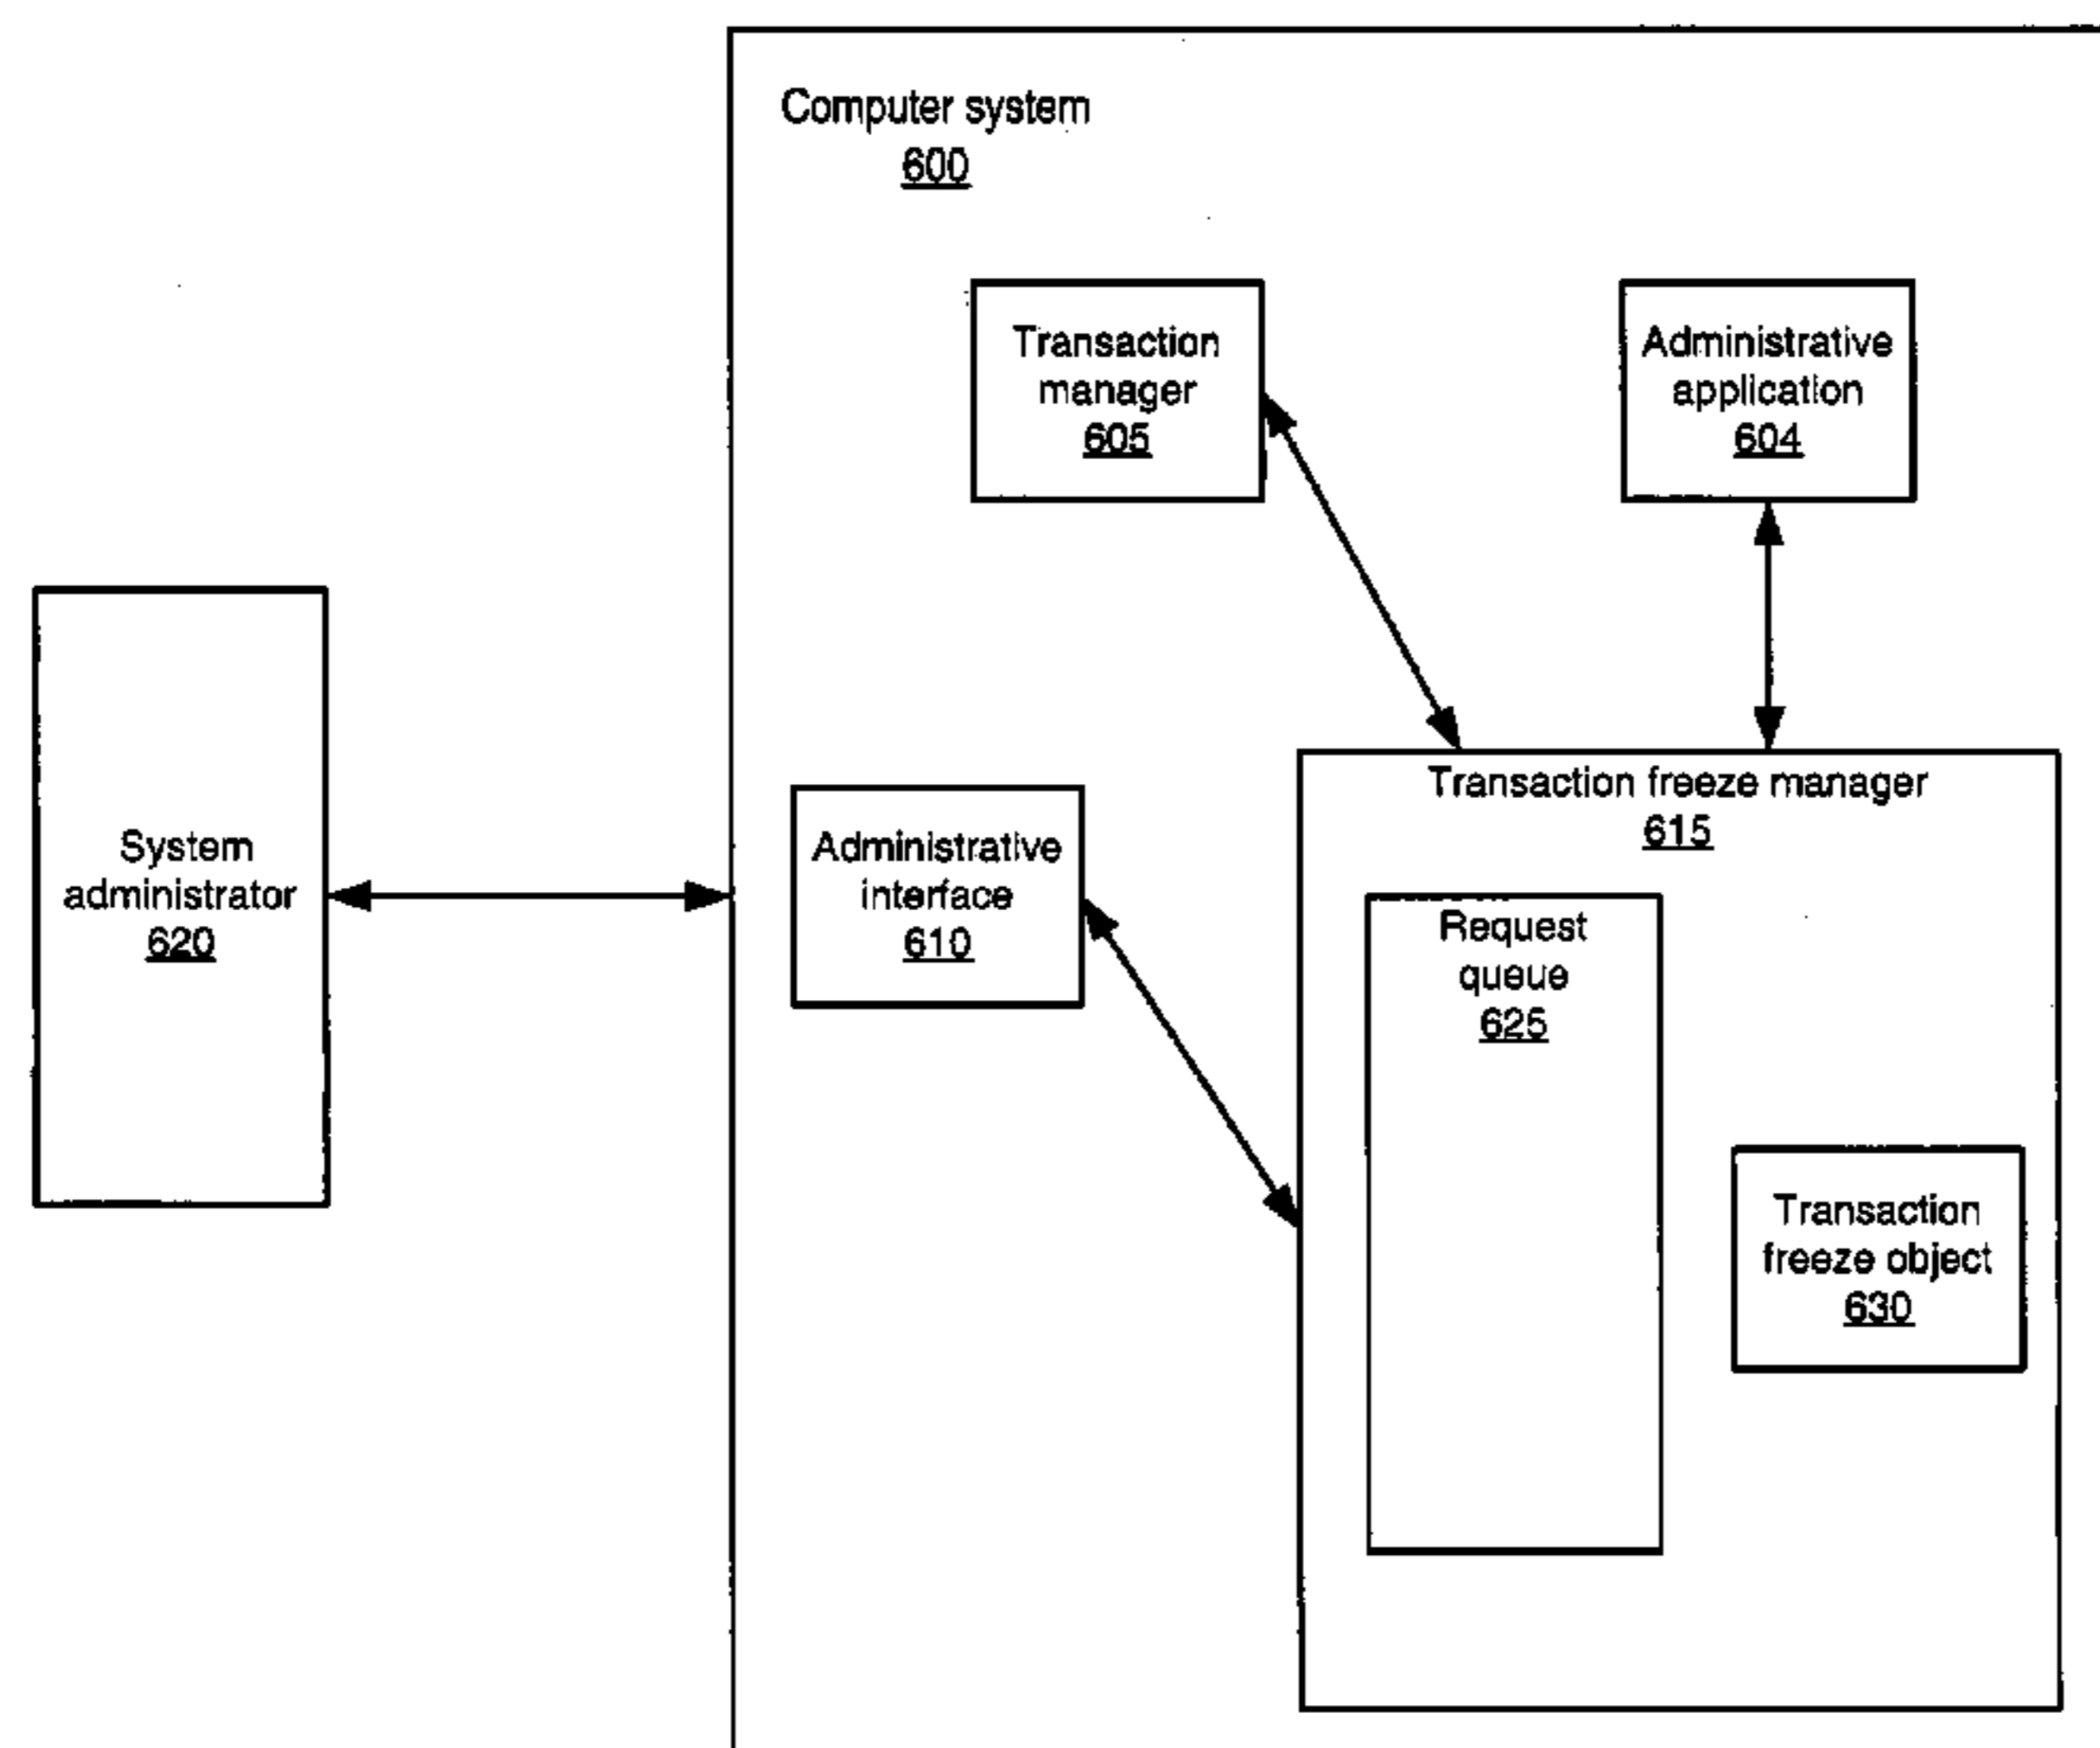 Computer system
600
Transaction
manager
605
Administrative
application
604
System
administrator
620
Administrative
interface
610
Transaction freeze manager
615
Request
queue
625
Transaction
freeze object
630